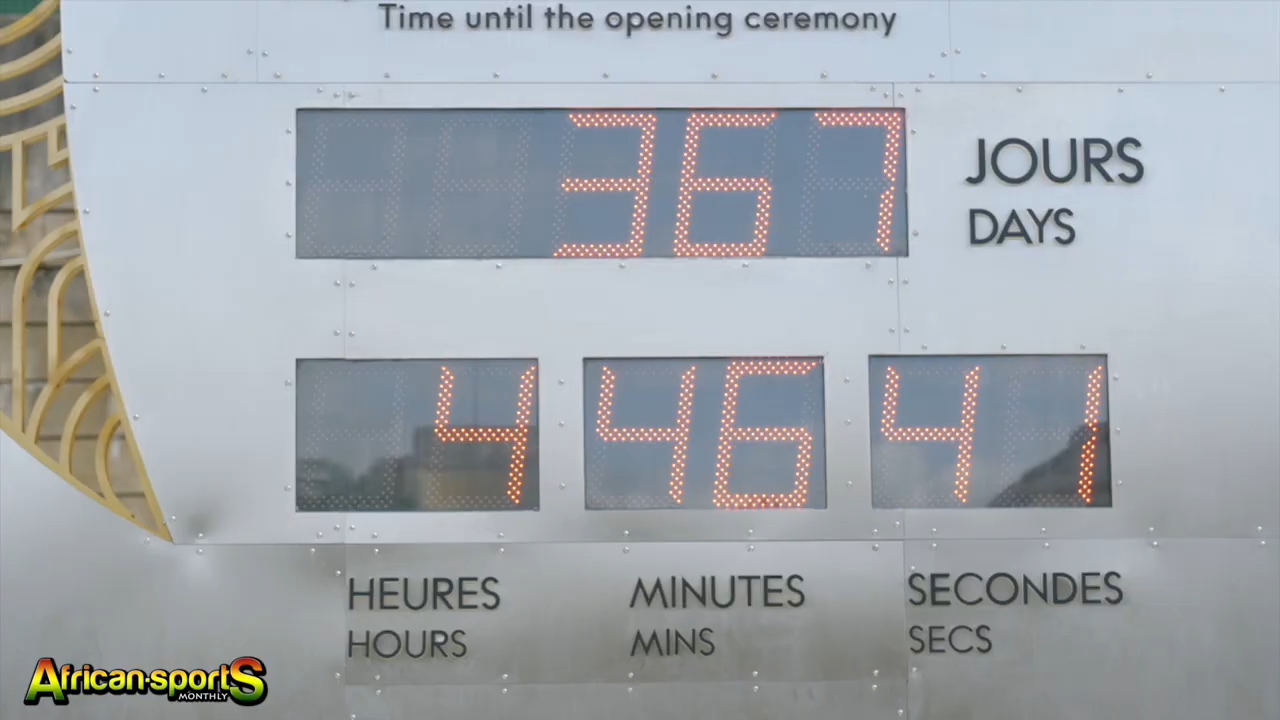 Time until the opening ceremony
367
JOURS
DAYS
4 46 41
HEURES MINUTES SECONDES
HOURS MINS SECS
African-sportS
MONTHLY